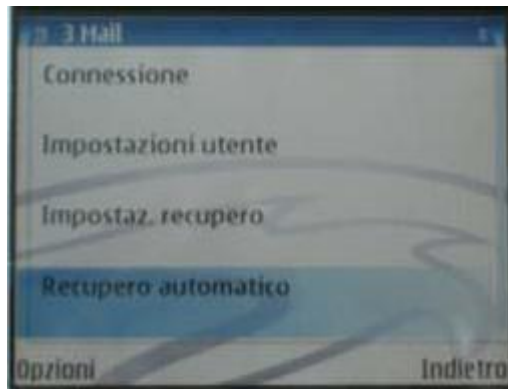 3 Mail
Connessione
Impostazioni utente
Impostaz. recupero
Recupero automatico
Opzioni
Indietro